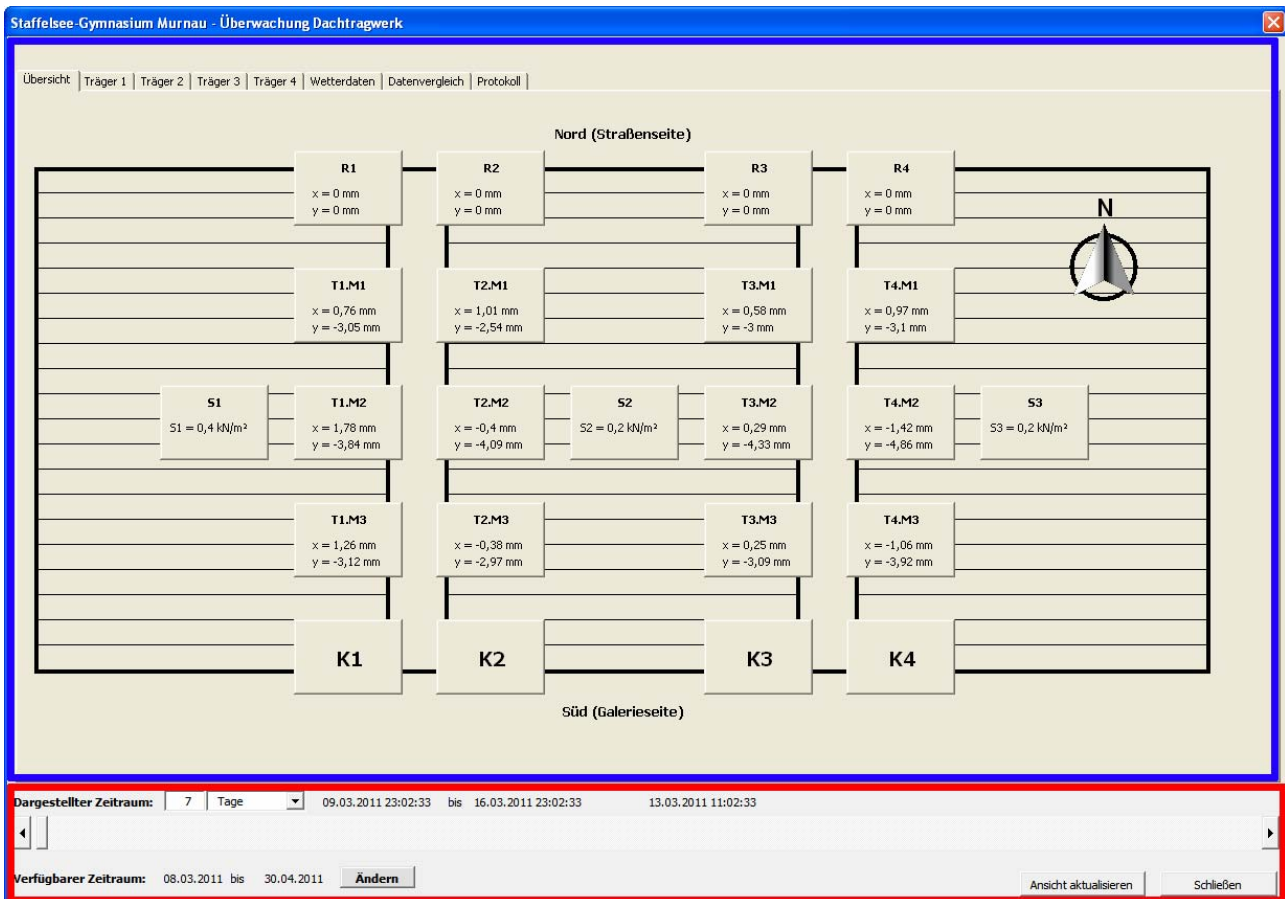 Staffelsee-Gymnasium Murnau - Überwachung Dachtragwerk
Übersicht Träger 1 Träger 2 Träger 3 Träger 4 Wetterdaten Datenvergleich Protokoll
Nord (Straßenseite)
R1 R2 R3 R4
x = 0 mm x = 0 mm x = 0 mm x = 0 mm
y = 0 mm y = 0 mm y = 0 mm y = 0 mm
N
T1.M1 T2.M1 T3.M1 T4.M1
x = 0,76 mm x = 1,01 mm x = 0,58 mm x = 0,97 mm
y = -3,05 mm y = -2,54 mm y = -3 mm y = -3,1 mm
S1 T1.M2 T2.M2 S2 T3.M2 T4.M2 S3
S1 = 0,4 kN/m² x = 1,78 mm x = -0,4 mm S2 = 0,2 kN/m² x = 0,29 mm x = -1,42 mm S3 = 0,2 kN/m²
y = -3,84 mm y = -4,09 mm y = -4,33 mm y = -4,86 mm
T1.M3 T2.M3 T3.M3 T4.M3
x = 1,26 mm x = -0,38 mm x = 0,25 mm x = -1,06 mm
y = -3,12 mm y = -2,97 mm y = -3,09 mm y = -3,92 mm
K1 K2 K3 K4
Süd (Galerieseite)
Dargestellter Zeitraum: 7 Tage 09.03.2011 23:02:33 bis 16.03.2011 23:02:33 13.03.2011 11:02:33
Verfügbarer Zeitraum: 08.03.2011 bis 30.04.2011 Ändern
Ansicht aktualisieren Schließen